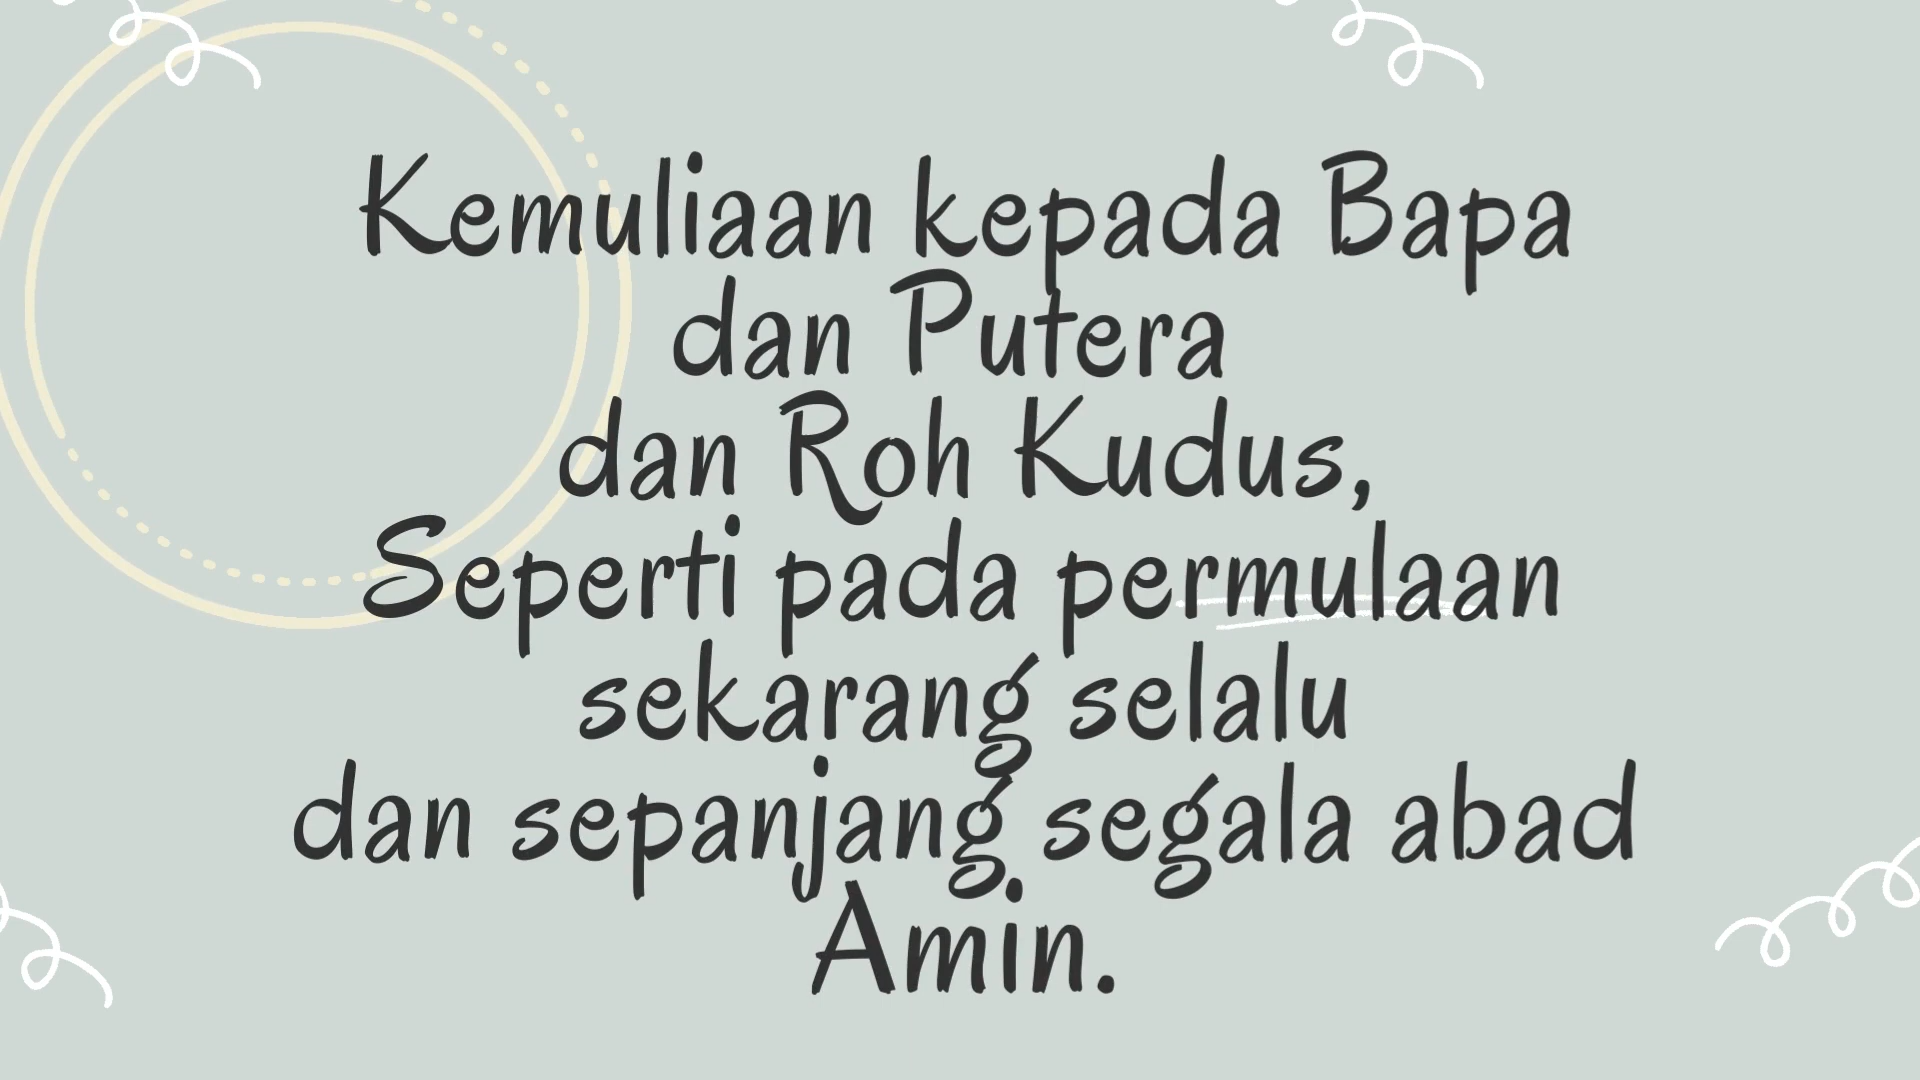 Kemuliaan kepada Bapa
dan Putera
dan Roh Kudus,
Seperti pada permulaan
sekarang selalu
dan sepanjang segala abad
Amin.